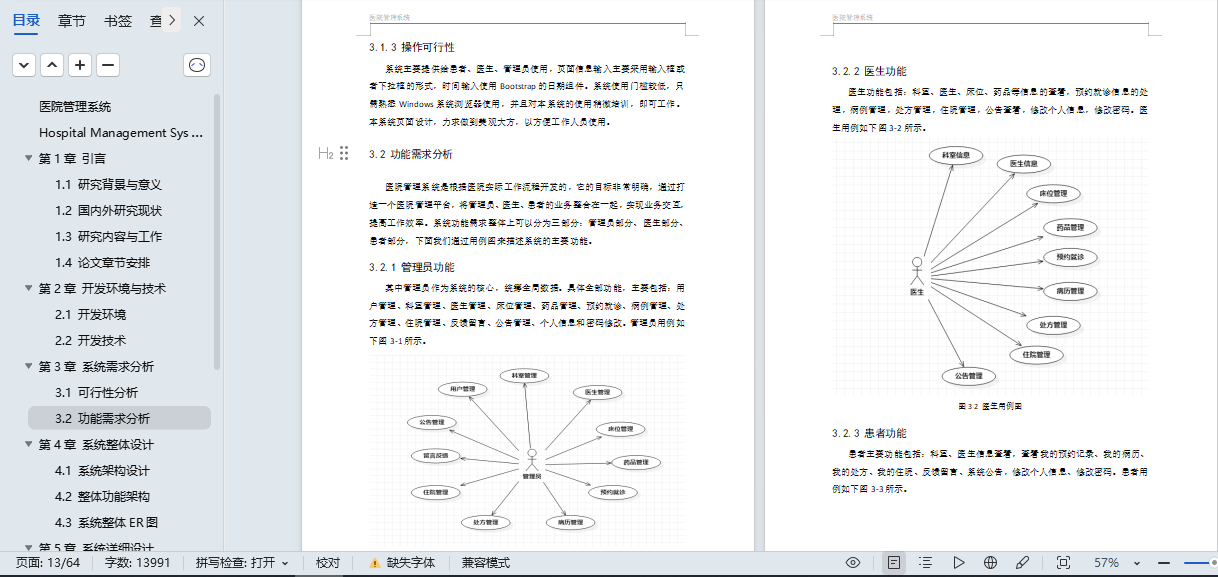 目录 章节 书签 查
医院管理系统
Hospital Management Sys ...
第 1 章 引言
1.1 研究背景与意义
1.2 国内外研究现状
1.3 研究内容与工作
1.4 论文章节安排
第 2 章 开发环境与技术
2.1 开发环境
2.2 开发技术
第 3 章 系统需求分析
3.1 可行性分析
3.2 功能需求分析
第 4 章 系统整体设计
4.1 系统架构设计
4.2 整体功能架构
4.3 系统整体 ER 图
第 5 章 系统详细设计
医院管理系统
3.1.3 操作可行性
系统主要提供给患者、医生、管理员使用，页面信息输入主要采用输入框或
者下拉框的形式，时间输入使用 Bootstrap 的日期组件。系统使用门槛较低，只
需熟悉 Windows 系统浏览器使用，并且对本系统的使用稍微培训，即可工作。
本系统页面设计，力求做到美观大方，以方便工作人员使用。
H2
3.2 功能需求分析
医院管理系统是根据医院实际工作流程开发的，它的目标非常明确，通过打
造一个医院管理平台，将管理员、医生、患者的业务整合在一起，实现业务交互，
提高工作效率。系统功能需求整体上可以分为三部分：管理员部分、医生部分、
患者部分，下面我们通过用例图来描述系统的主要功能。
3.2.1 管理员功能
其中管理员作为系统的核心，统筹全局数据。具体全部功能，主要包括：用
户管理、科室管理、医生管理、床位管理、药品管理、预约就诊、病例管理、处
方管理、住院管理、反馈留言、公告管理、个人信息和密码修改。管理员用例如
下图 3-1 所示。
科室管理
用户管理
医生管理
公告管理
床位管理
留言反馈
药品管理
管理员
住院管理
预约就诊
处方管理
病历管理
医院管理系统
3.2.2 医生功能
医生功能包括：科室、医生、床位、药品等信息的查看，预约就诊信息的处
理，病例管理，处方管理，住院管理，公告查看，修改个人信息，修改密码。医
生用例如下图 3-2 所示。
科室信息
医生信息
床位管理
药品管理
预约就诊
医生
病历管理
处方管理
住院管理
公告管理
图 3.2 医生用例图
3.2.3 患者功能
患者主要功能包括：科室、医生信息查看，查看我的预约记录、我的病历、
我的处方、我的住院、反馈留言、系统公告，修改个人信息、修改密码。患者用
例如下图 3-3 所示。
页面: 13/64 字数: 13991 拼写检查: 打开 校对 缺失字体 兼容模式 57%